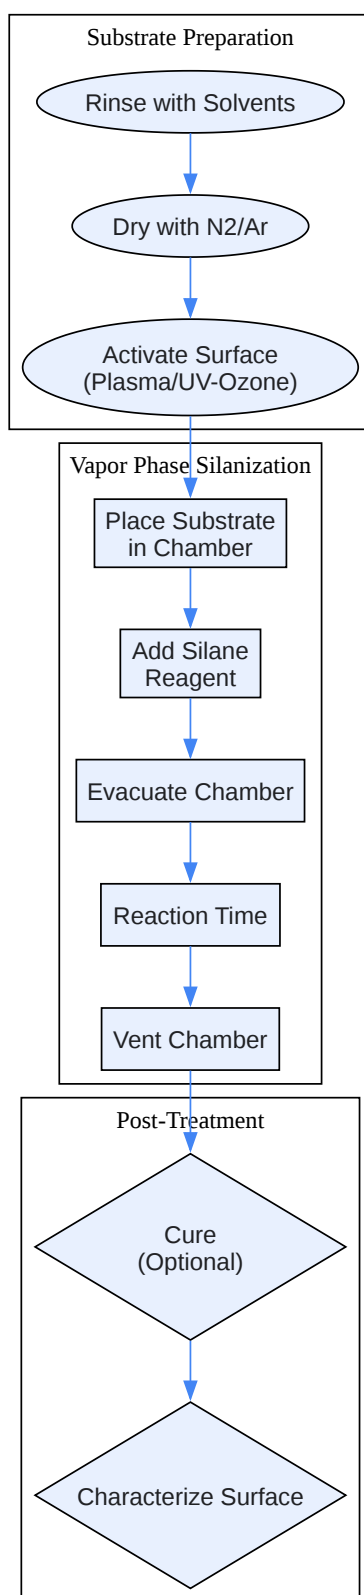 Substrate Preparation
Rinse with Solvents
Dry with N2/Ar
Activate Surface
(Plasma/UV-Ozone)
Vapor Phase Silanization
Place Substrate
in Chamber
Add Silane
Reagent
Evacuate Chamber
Reaction Time
Vent Chamber
Post-Treatment
Cure
(Optional)
Characterize Surface